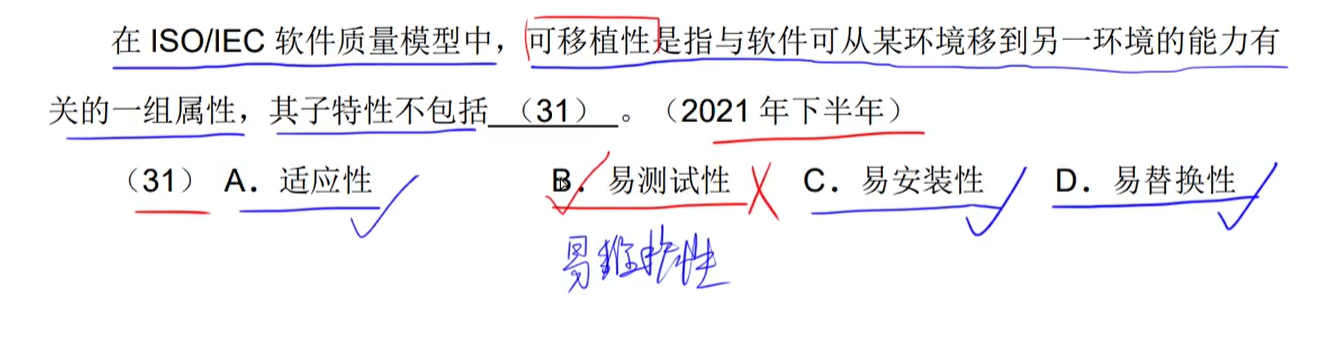 在 ISO/IEC 软件质量模型中，可移植性是指与软件可从某环境移到另一环境的能力有
关的一组属性，其子特性不包括 （31） 。（2021 年下半年）
（31） A．适应性 B．易测试性 C．易安装性 D．易替换性
易维护性